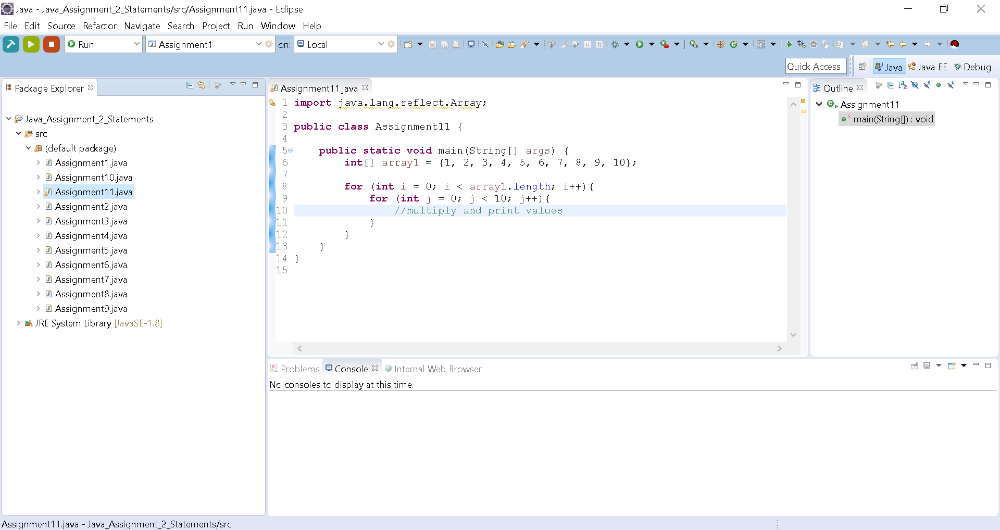 Java - Java_Assignment_2_Statements/src/Assignment11.java - Eclipse
File Edit Source Refactor Navigate Search Project Run Window Help
Run Assignment1 on: Local
Quick Access Java Java EE Debug
Package Explorer
Java_Assignment_2_Statements
src
(default package)
Assignment1.java
Assignment10.java
Assignment11.java
Assignment2.java
Assignment3.java
Assignment4.java
Assignment5.java
Assignment6.java
Assignment7.java
Assignment8.java
Assignment9.java
JRE System Library [JavaSE-1.8]
Assignment11.java
1 import java.lang.reflect.Array;
2
3 public class Assignment11 {
4
5 public static void main(String[] args) {
6 int[] array1 = {1, 2, 3, 4, 5, 6, 7, 8, 9, 10};
7
8 for (int i = 0; i < array1.length; i++){
9 for (int j = 0; j < 10; j++){
10 //multiply and print values
11 }
12 }
13 }
14 }
15
Outline
Assignment11
main(String[]) : void
Problems Console Internal Web Browser
No consoles to display at this time.
Assignment11.java - Java_Assignment_2_Statements/src